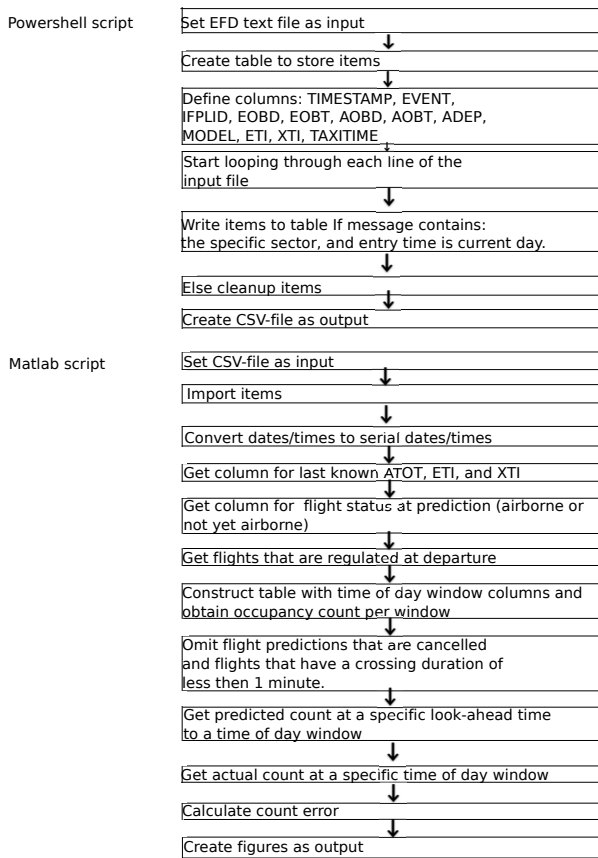 Powershell script
Set EFD text file as input
Create table to store items
Define columns: TIMESTAMP, EVENT,
IFPLID, EOBD, EOBT, AOBD, AOBT, ADEP,
MODEL, ETI, XTI, TAXITIME
Start looping through each line of the
input file
Write items to table If message contains:
the specific sector, and entry time is current day.
Else cleanup items
Create CSV-file as output
Matlab script
Set CSV-file as input
Import items
Convert dates/times to serial dates/times
Get column for last known ATOT, ETI, and XTI
Get column for flight status at prediction (airborne or
not yet airborne)
Get flights that are regulated at departure
Construct table with time of day window columns and
obtain occupancy count per window
Omit flight predictions that are cancelled
and flights that have a crossing duration of
less then 1 minute.
Get predicted count at a specific look-ahead time
to a time of day window
Get actual count at a specific time of day window
Calculate count error
Create figures as output